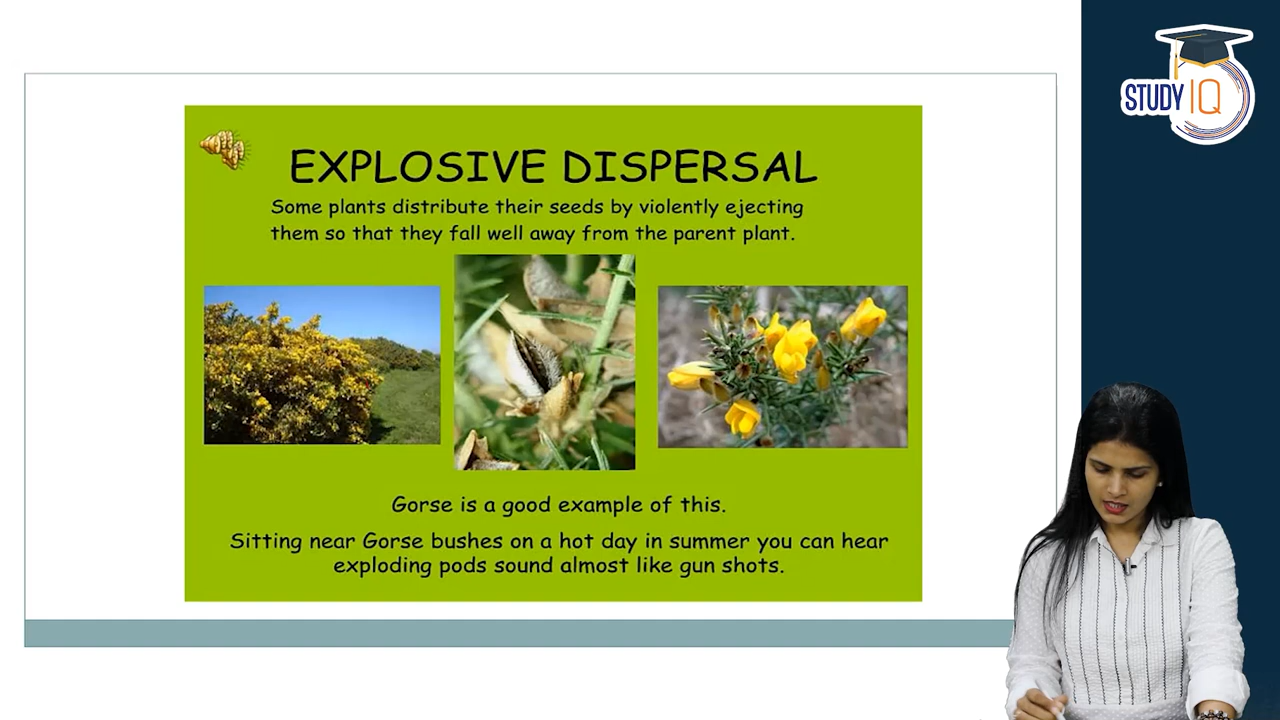 STUDY IQ
EXPLOSIVE DISPERSAL
Some plants distribute their seeds by violently ejecting
them so that they fall well away from the parent plant.
Gorse is a good example of this.
Sitting near Gorse bushes on a hot day in summer you can hear
exploding pods sound almost like gun shots.